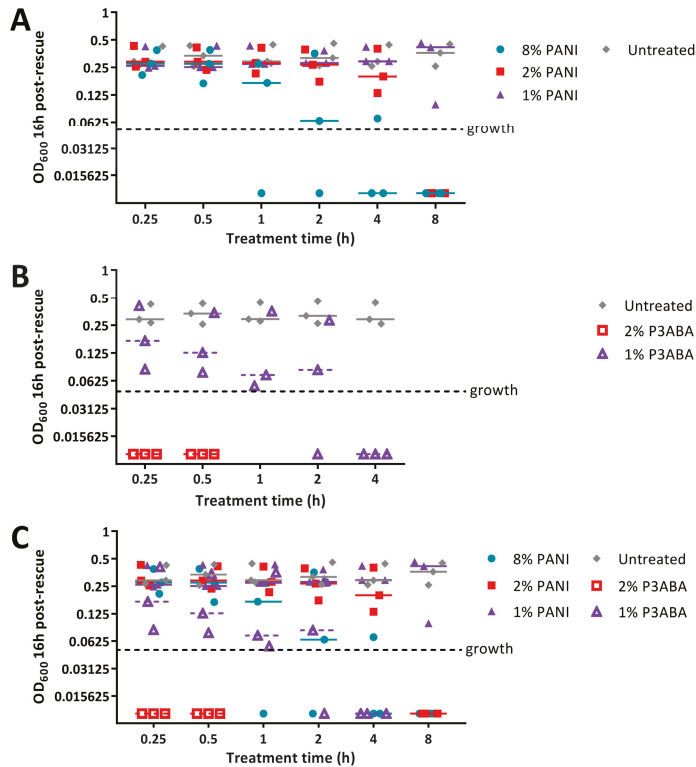 A
OD600 16h post-rescue
1
0.5
0.25
0.125
0.0625
0.03125
0.015625
growth
0.25 0.5 1 2 4 8
Treatment time (h)
8% PANI
2% PANI
1% PANI
Untreated
B
OD600 16h post-rescue
1
0.5
0.25
0.125
0.0625
0.03125
0.015625
growth
0.25 0.5 1 2 4
Treatment time (h)
Untreated
2% P3ABA
1% P3ABA
C
OD600 16h post-rescue
1
0.5
0.25
0.125
0.0625
0.03125
0.015625
growth
0.25 0.5 1 2 4 8
Treatment time (h)
8% PANI
2% PANI
1% PANI
Untreated
2% P3ABA
1% P3ABA